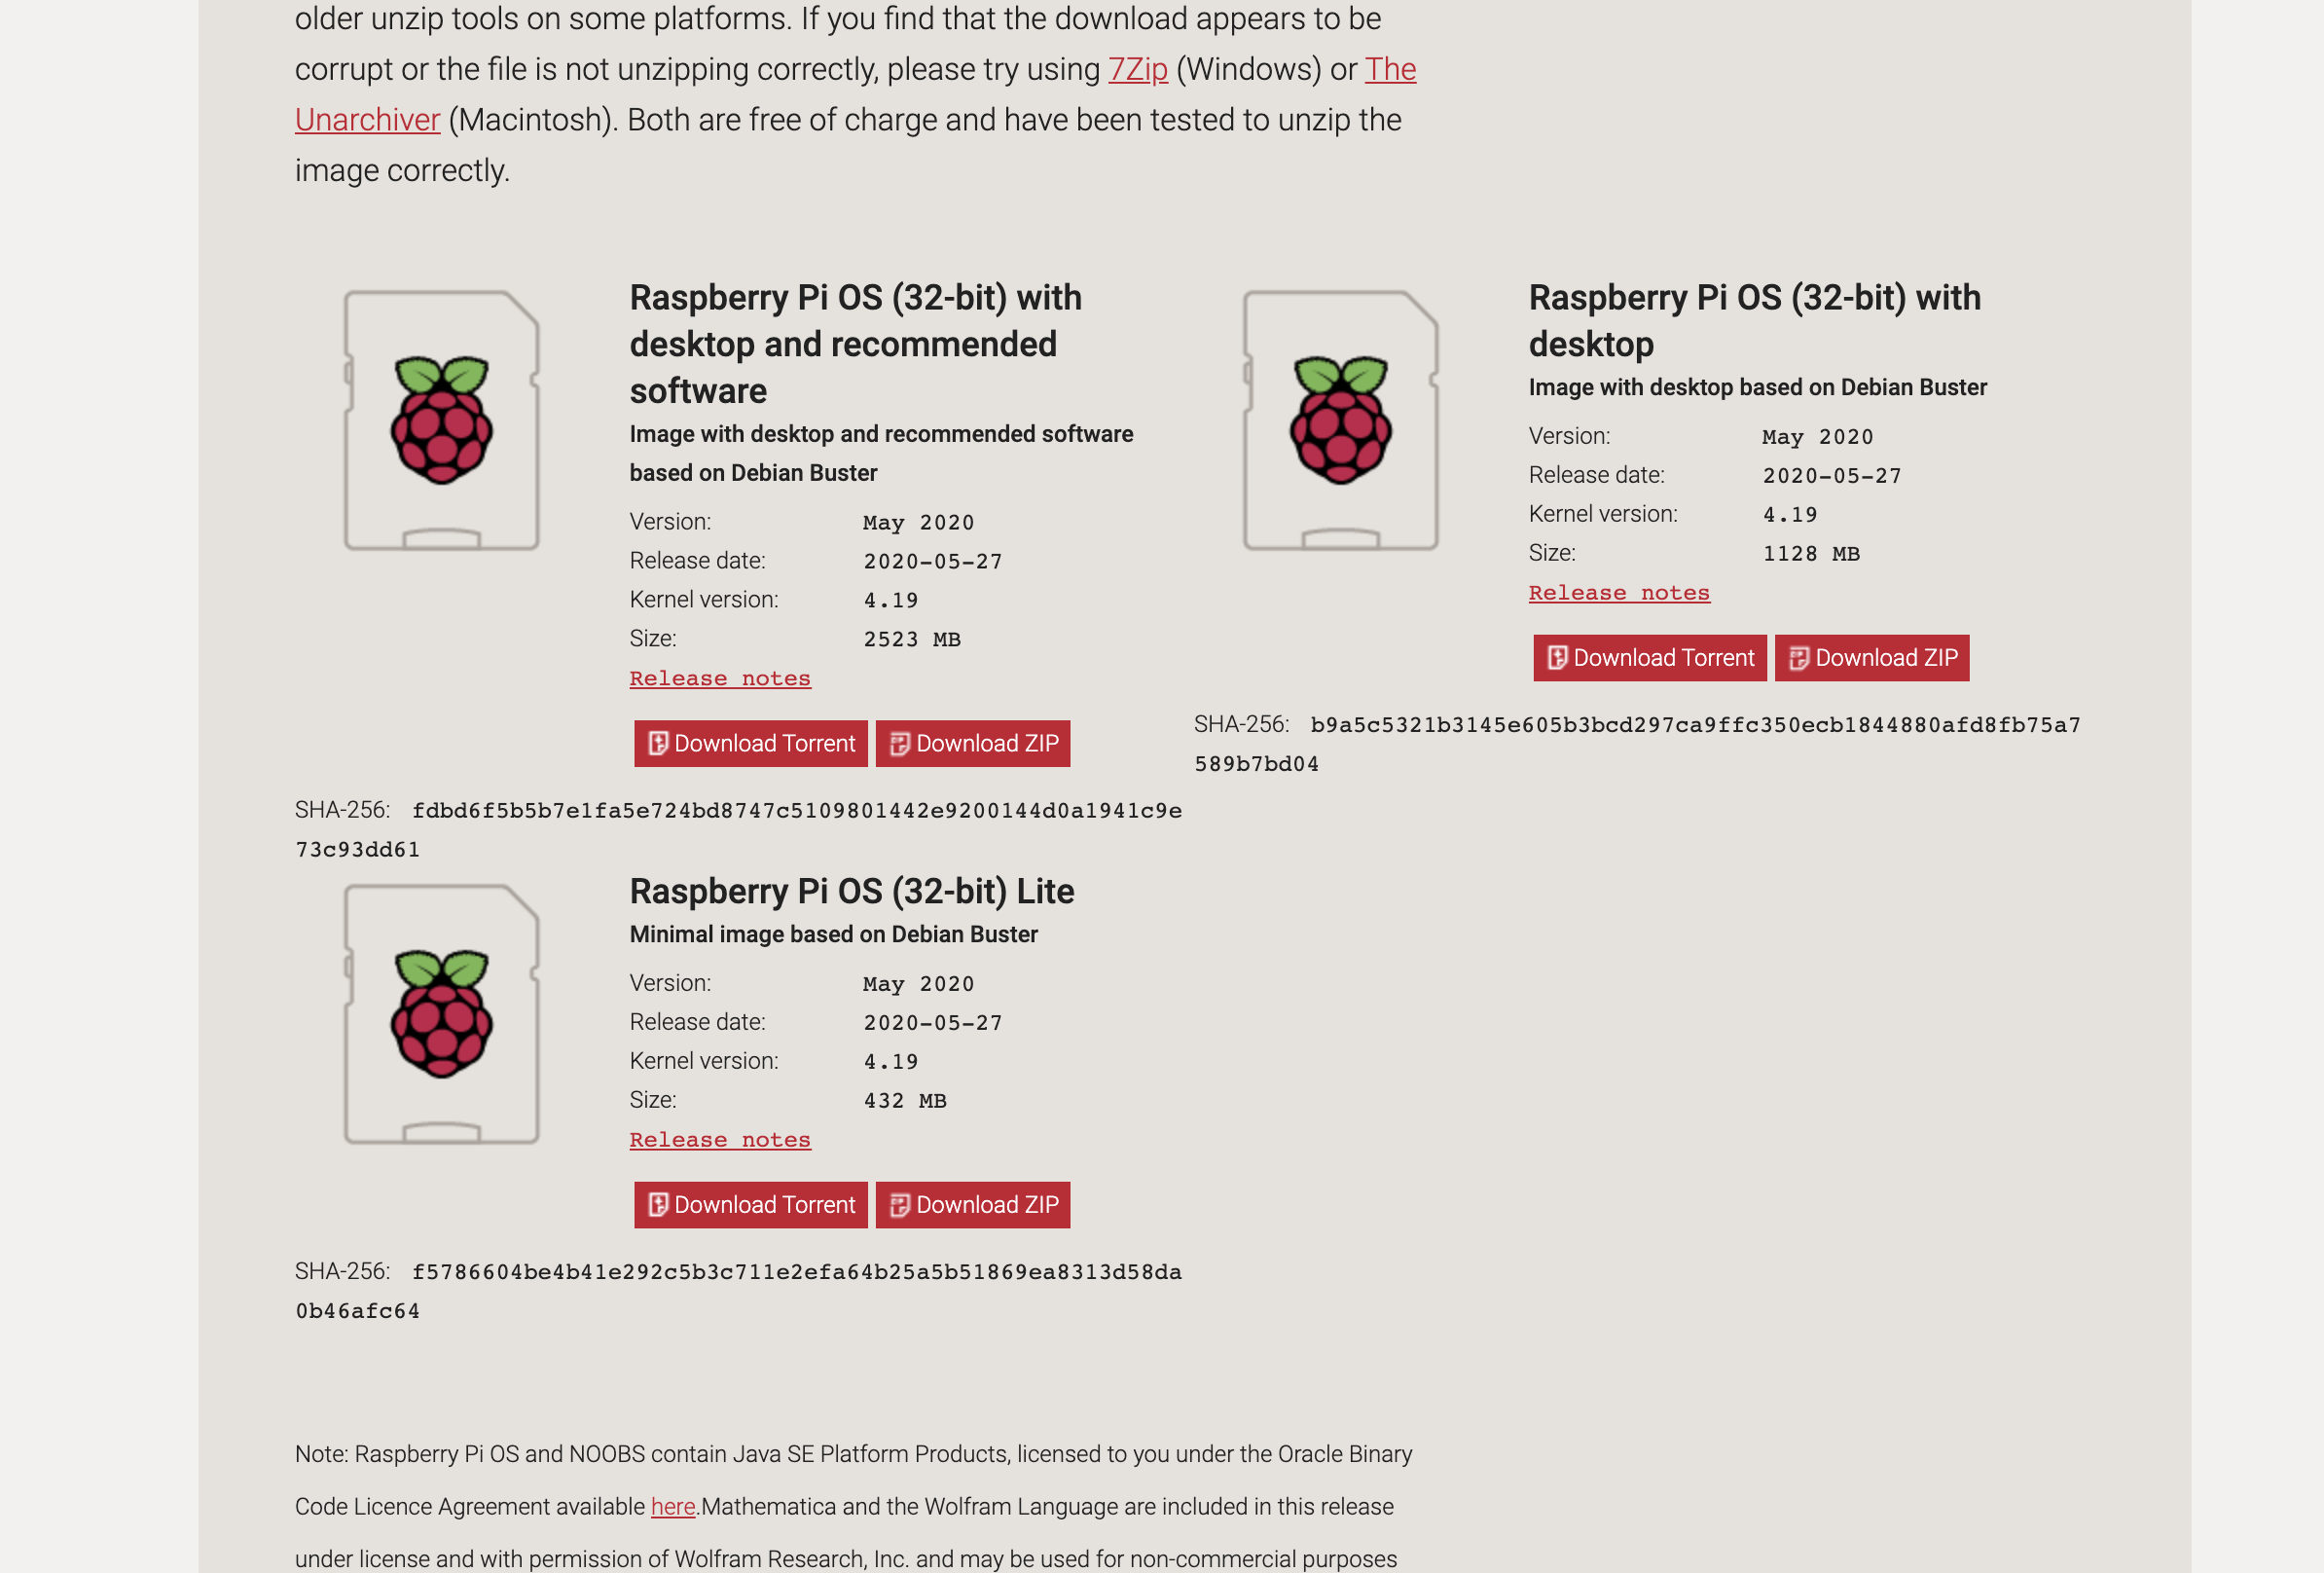 older unzip tools on some platforms. If you find that the download appears to be
corrupt or the file is not unzipping correctly, please try using 7Zip (Windows) or The
Unarchiver (Macintosh). Both are free of charge and have been tested to unzip the
image correctly.
Raspberry Pi OS (32-bit) with
desktop and recommended
software
Image with desktop and recommended software
based on Debian Buster
Version: May 2020
Release date: 2020-05-27
Kernel version: 4.19
Size: 2523 MB
Release notes
Download Torrent Download ZIP
SHA-256: fdbd6f5b5b7e1fa5e724bd8747c5109801442e9200144d0a1941c9e
73c93dd61
Raspberry Pi OS (32-bit) with
desktop
Image with desktop based on Debian Buster
Version: May 2020
Release date: 2020-05-27
Kernel version: 4.19
Size: 1128 MB
Release notes
Download Torrent Download ZIP
SHA-256: b9a5c5321b3145e605b3bcd297ca9ffc350ecb1844880afd8fb75a7
589b7bd04
Raspberry Pi OS (32-bit) Lite
Minimal image based on Debian Buster
Version: May 2020
Release date: 2020-05-27
Kernel version: 4.19
Size: 432 MB
Release notes
Download Torrent Download ZIP
SHA-256: f5786604be4b41e292c5b3c711e2efa64b25a5b51869ea8313d58da
0b46afc64
Note: Raspberry Pi OS and NOOBS contain Java SE Platform Products, licensed to you under the Oracle Binary
Code Licence Agreement available here.Mathematica and the Wolfram Language are included in this release
under license and with permission of Wolfram Research, Inc. and may be used for non-commercial purposes